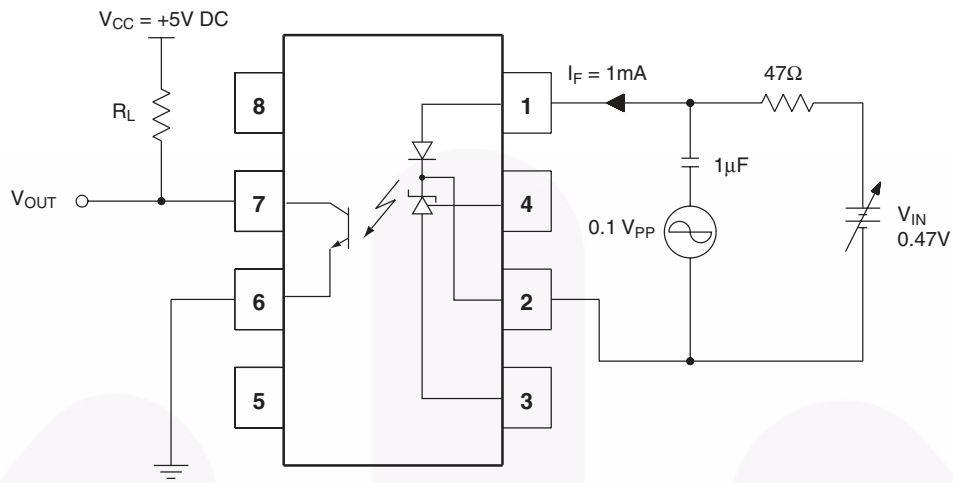 V_CC = +5V DC
R_L
V_OUT
8
7
6
5
1
4
2
3
I_F = 1mA
47Ω
1μF
0.1 V_PP
V_IN
0.47V